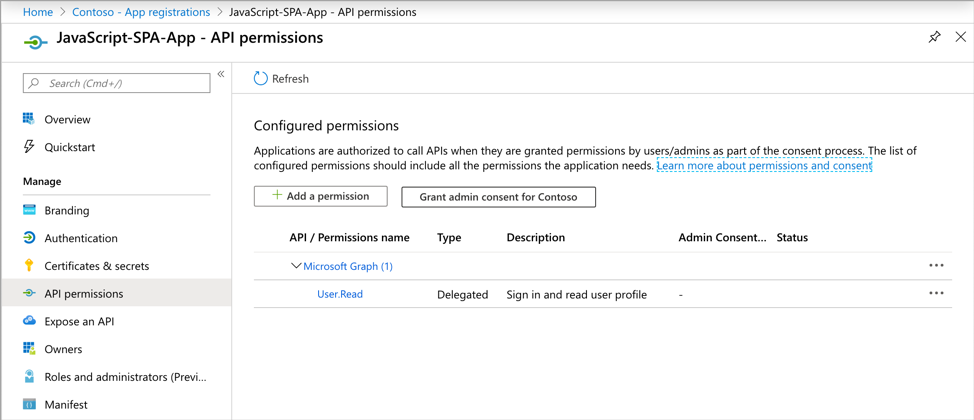 Home > Contoso - App registrations > JavaScript-SPA-App - API permissions
JavaScript-SPA-App - API permissions
Search (Cmd+/)
«
Overview
Quickstart
Manage
Branding
Authentication
Certificates & secrets
API permissions
Expose an API
Owners
Roles and administrators (Previ...
Manifest
Refresh
Configured permissions
Applications are authorized to call APIs when they are granted permissions by users/admins as part of the consent process. The list of
configured permissions should include all the permissions the application needs. Learn more about permissions and consent
+ Add a permission Grant admin consent for Contoso
API / Permissions name Type Description Admin Consent... Status
Microsoft Graph (1) ...
User.Read Delegated Sign in and read user profile - ...